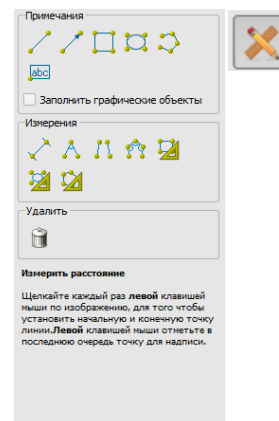 Примечания
abc
Заполнить графические объекты
Измерения
Удалить
Измерить расстояние
Щелкайте каждый раз левой клавишей
мыши по изображению, для того чтобы
установить начальную и конечную точку
линии.Левой клавишей мыши отметьте в
последнюю очередь точку для надписи.